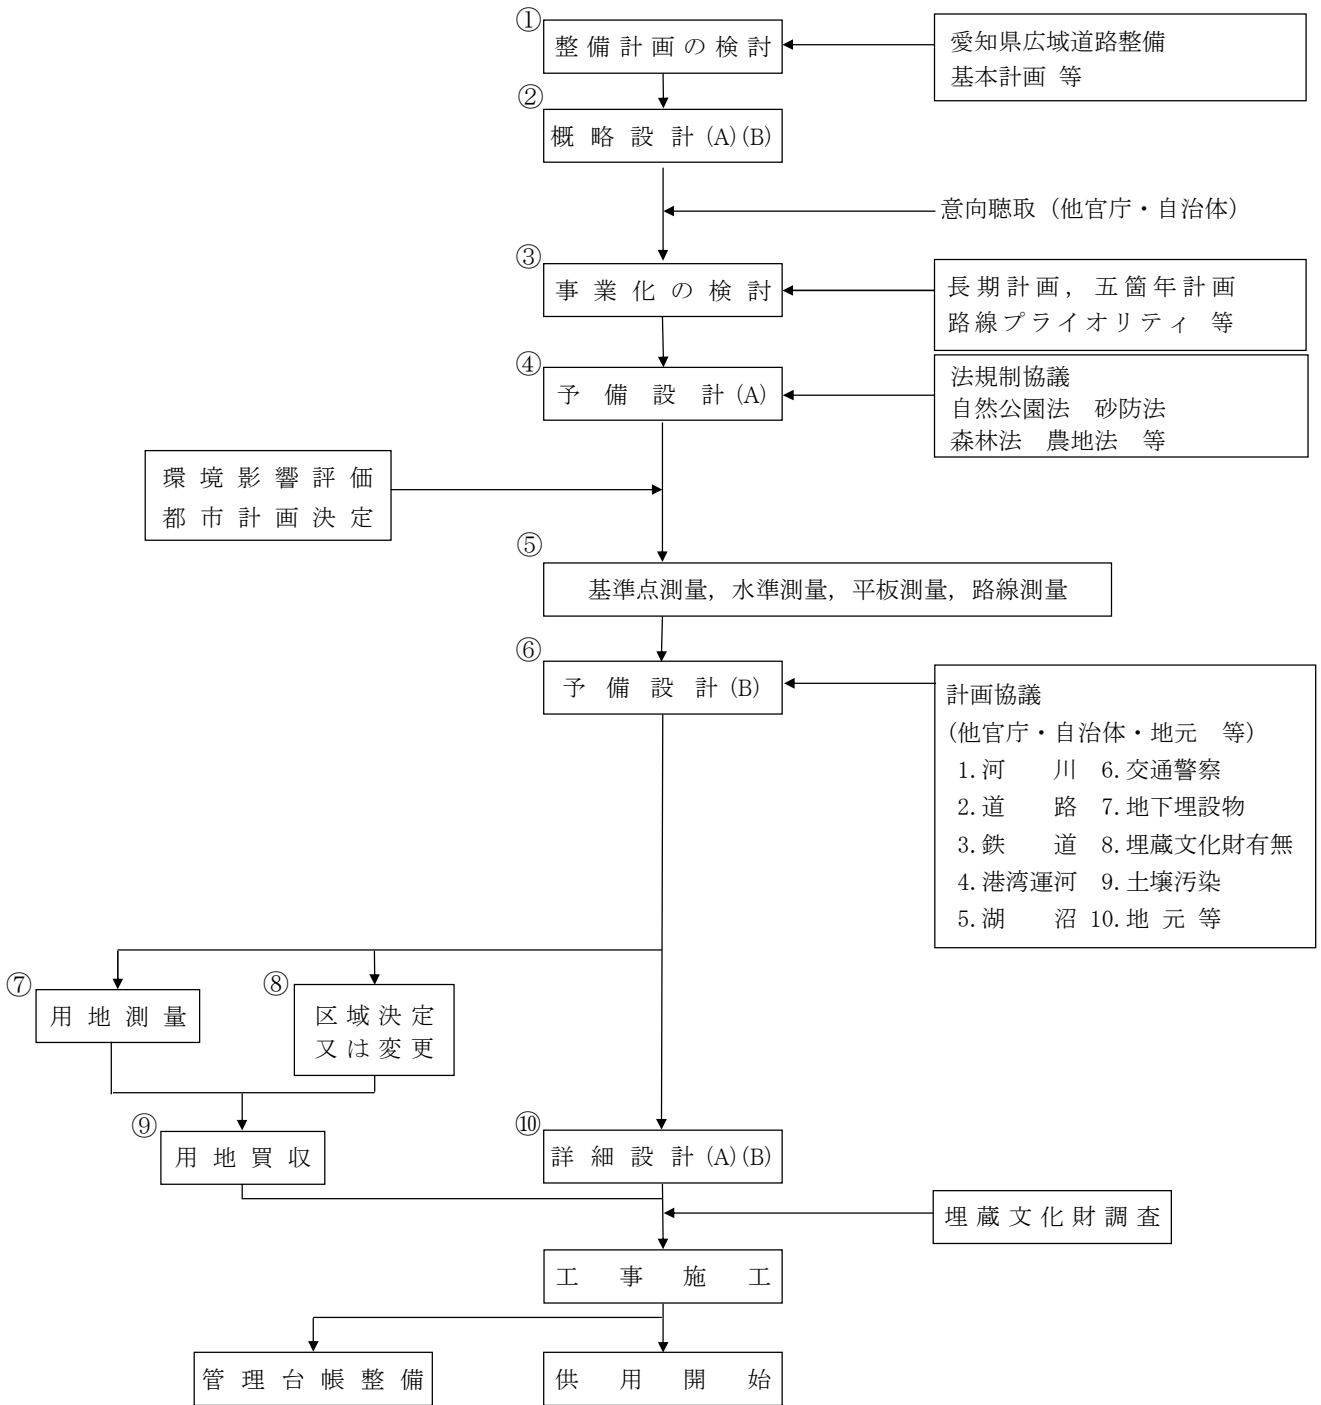 ①
整備計画の検討
愛知県広域道路整備
基本計画 等
②
概略設計(A)(B)
意向聴取（他官庁・自治体）
③
事業化の検討
長期計画，五箇年計画
路線プライオリティ 等
④
予備設計(A)
法規制協議
自然公園法　砂防法
森林法　農地法　等
環境影響評価
都市計画決定
⑤
基準点測量，水準測量，平板測量，路線測量
⑥
予備設計(B)
計画協議
(他官庁・自治体・地元　等)
1.河　　川　6.交通警察
2.道　　路　7.地下埋設物
3.鉄　　道　8.埋蔵文化財有無
4.港湾運河　9.土壌汚染
5.湖　　沼 10.地 元 等
⑦
用地測量
⑧
区域決定
又は変更
⑨
用地買収
⑩
詳細設計(A)(B)
埋蔵文化財調査
工事施工
管理台帳整備
供用開始